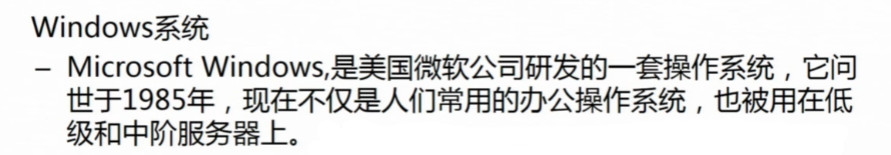 Windows系统
– Microsoft Windows,是美国微软公司研发的一套操作系统，它问
世于1985年，现在不仅是人们常用的办公操作系统，也被用在低
级和中阶服务器上。